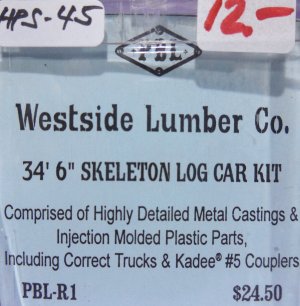 HPS-45
12.-
PBL
Westside Lumber Co.
34' 6" SKELETON LOG CAR KIT
Comprised of Highly Detailed Metal Castings &
Injection Molded Plastic Parts,
Including Correct Trucks & Kadee® #5 Couplers
PBL-R1 $24.50